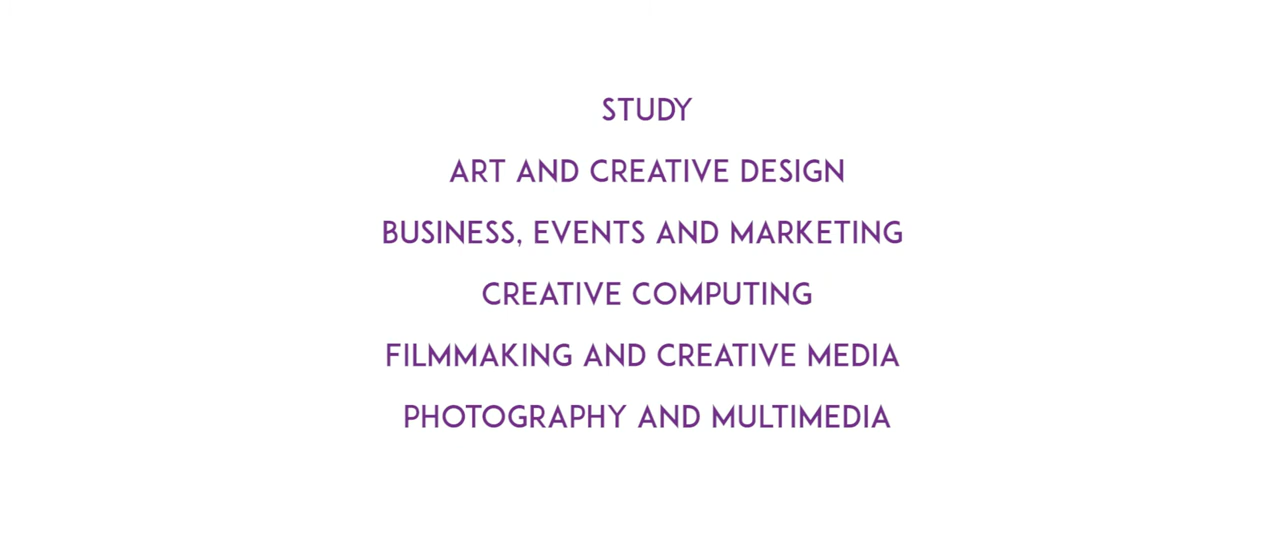 STUDY
ART AND CREATIVE DESIGN
BUSINESS, EVENTS AND MARKETING
CREATIVE COMPUTING
FILMMAKING AND CREATIVE MEDIA
PHOTOGRAPHY AND MULTIMEDIA